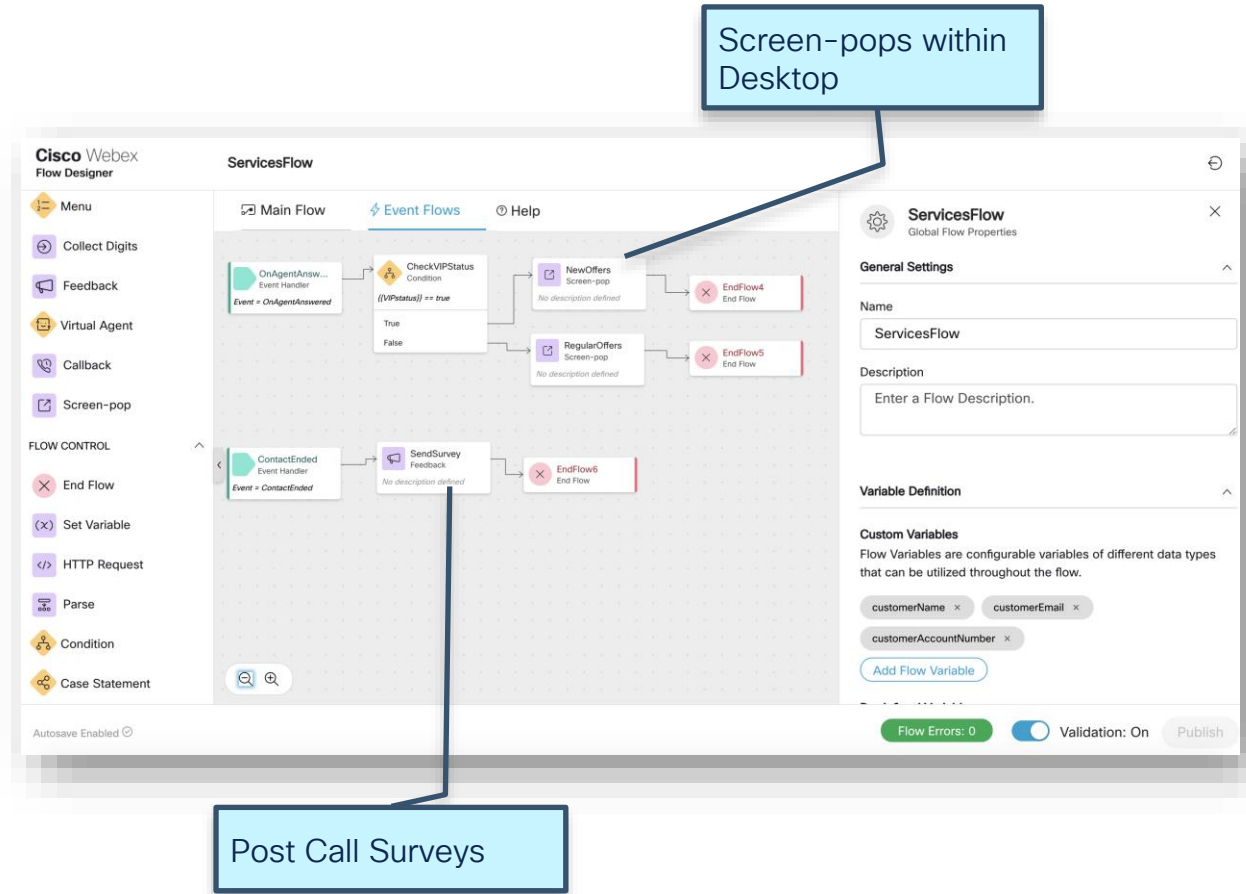 Screen-pops within
Desktop
Cisco Webex
Flow Designer
ServicesFlow
Menu
Collect Digits
Feedback
Virtual Agent
Callback
Screen-pop
FLOW CONTROL
End Flow
Set Variable
HTTP Request
Parse
Condition
Case Statement
Main Flow
Event Flows
Help
OnAgentAnsw...
Event Handler
Event = OnAgentAnswered
CheckVIPStatus
Condition
{{VIPstatus}} == true
True
False
NewOffers
Screen-pop
No description defined
EndFlow4
End Flow
RegularOffers
Screen-pop
No description defined
EndFlow5
End Flow
ContactEnded
Event Handler
Event = ContactEnded
SendSurvey
Feedback
No description defined
EndFlow6
End Flow
ServicesFlow
Global Flow Properties
General Settings
Name
ServicesFlow
Description
Enter a Flow Description.
Variable Definition
Custom Variables
Flow Variables are configurable variables of different data types
that can be utilized throughout the flow.
customerName ×
customerEmail ×
customerAccountNumber ×
Add Flow Variable
Autosave Enabled
Flow Errors: 0
Validation: On
Publish
Post Call Surveys